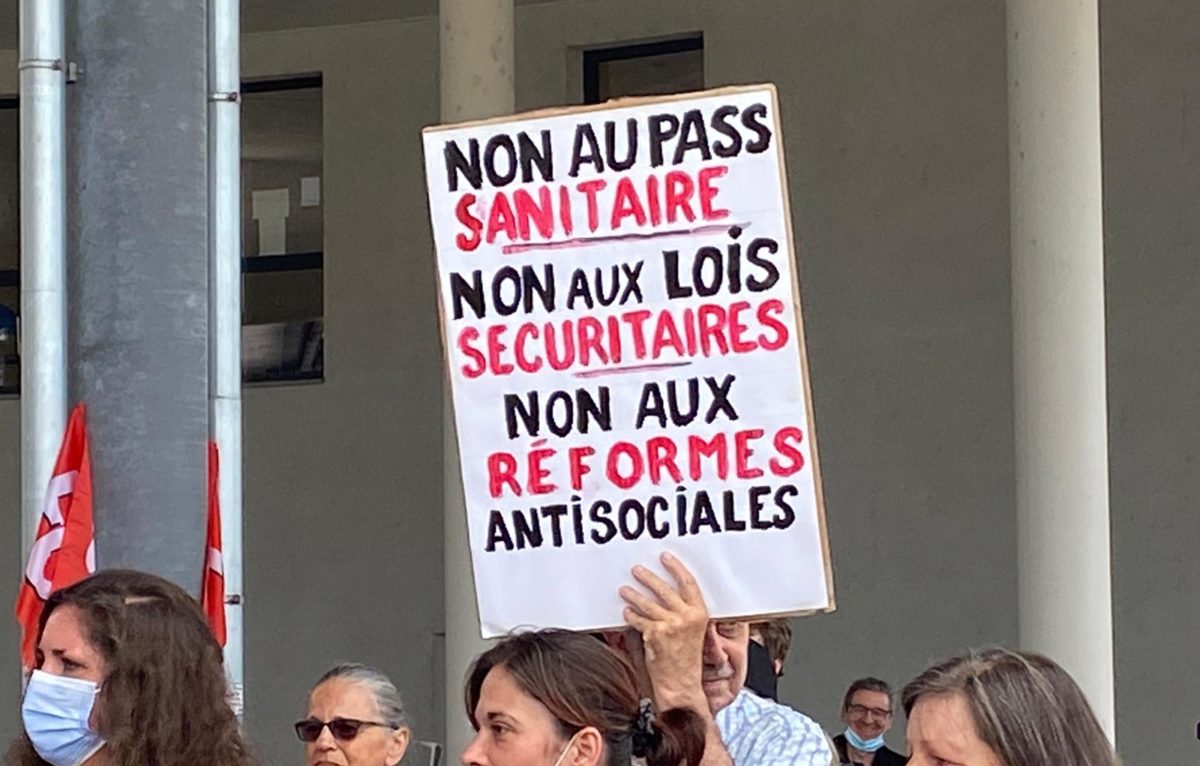 NON AU PASS
SANITAIRE
NON AUX LOIS
SECURITAIRES
NON AUX
RÉFORMES
ANTISOCIALES